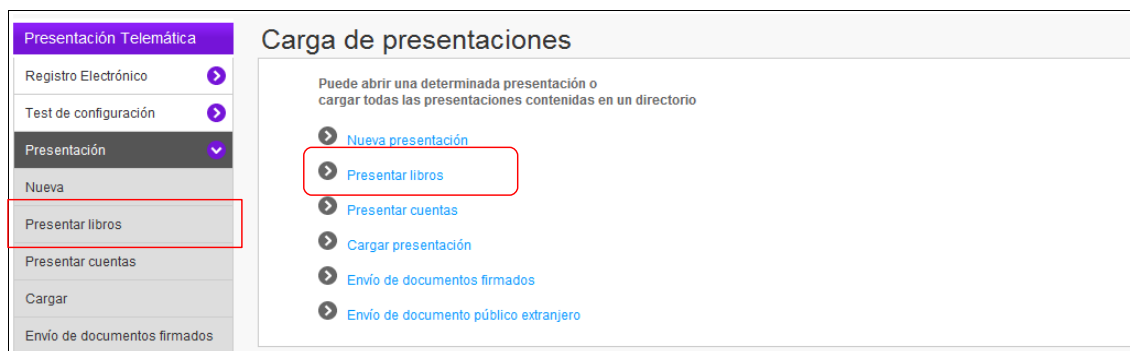 Presentación Telemática
Registro Electrónico
Test de configuración
Presentación
Nueva
Presentar libros
Presentar cuentas
Cargar
Envío de documentos firmados
Carga de presentaciones
Puede abrir una determinada presentación o
cargar todas las presentaciones contenidas en un directorio
Nueva presentación
Presentar libros
Presentar cuentas
Cargar presentación
Envío de documentos firmados
Envío de documento público extranjero